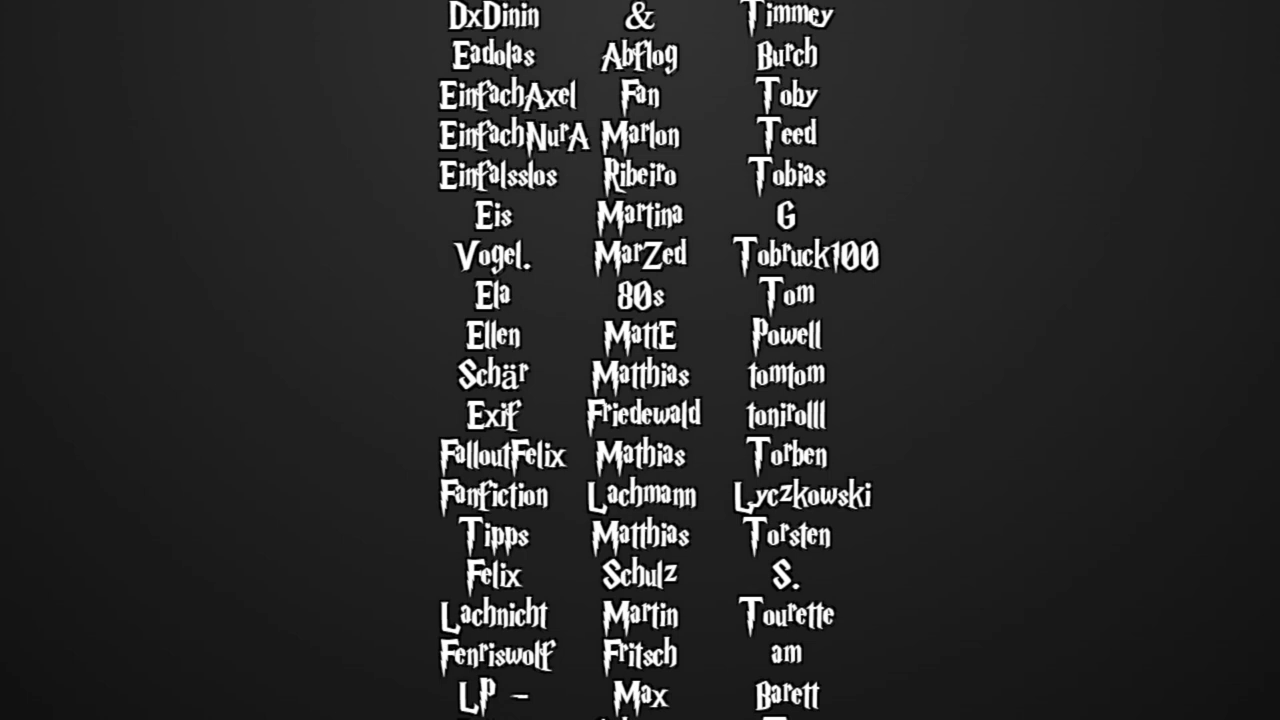 DxDinin & Timmey
Eadolas Abflog Burch
EinfachAxel Fan Toby
EinfachNurA Marlon Teed
Einfalsslos Ribeiro Tobias
Eis Martina G
Vogel. MarZed Tobruck100
Ela 80s Tom
Ellen MattE Powell
Schär Matthias tomtom
Exif Friedewald tonirolll
FalloutFelix Mathias Torben
Fanfiction Lachmann Lyczkowski
Tipps Matthias Torsten
Felix Schulz S.
Lachnicht Martin Tourette
Fenriswolf Fritsch am
LP - Max Barett